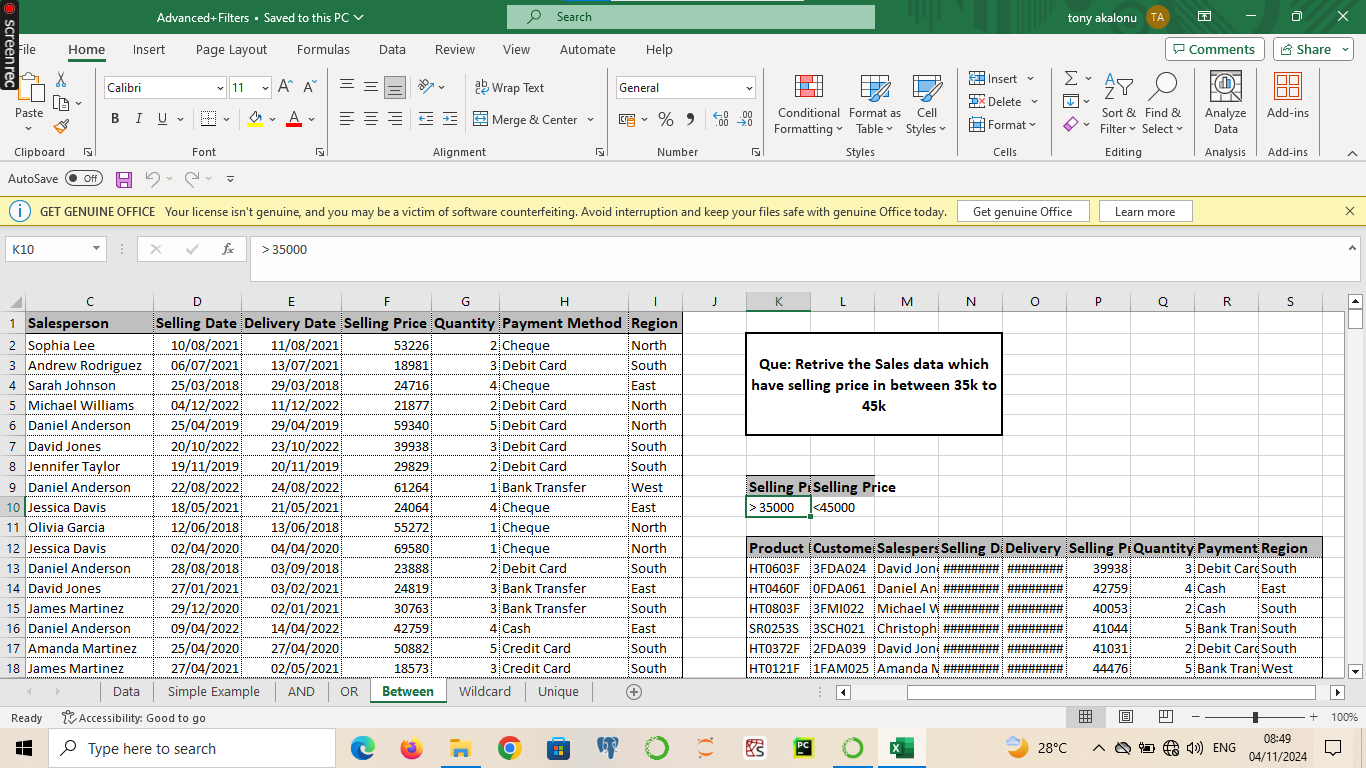 screenrec
Advanced+Filters • Saved to this PC
Search
tony akalonu TA
File Home Insert Page Layout Formulas Data Review View Automate Help Comments Share
Paste
Clipboard
Calibri 11
B I U A
Font
Wrap Text
Merge & Center
Alignment
General
Number
Conditional Formatting
Format as Table
Cell Styles
Styles
Insert
Delete
Format
Cells
Sort & Filter
Find & Select
Editing
Analyze Data
Analysis
Add-ins
Add-ins
AutoSave Off
GET GENUINE OFFICE Your license isn't genuine, and you may be a victim of software counterfeiting. Avoid interruption and keep your files safe with genuine Office today. Get genuine Office Learn more
K10 fx > 35000
C D E F G H I J K L M N O P Q R S
1 Salesperson Selling Date Delivery Date Selling Price Quantity Payment Method Region
2 Sophia Lee 10/08/2021 11/08/2021 53226 2 Cheque North
3 Andrew Rodriguez 06/07/2021 13/07/2021 18981 3 Debit Card South
4 Sarah Johnson 25/03/2018 29/03/2018 24716 4 Cheque East
5 Michael Williams 04/12/2022 11/12/2022 21877 2 Debit Card North
6 Daniel Anderson 25/04/2019 29/04/2019 59340 5 Debit Card North
7 David Jones 20/10/2022 23/10/2022 39938 3 Debit Card South
8 Jennifer Taylor 19/11/2019 20/11/2019 29829 2 Debit Card South
9 Daniel Anderson 22/08/2022 24/08/2022 61264 1 Bank Transfer West
10 Jessica Davis 18/05/2021 21/05/2021 24064 4 Cheque East
11 Olivia Garcia 12/06/2018 13/06/2018 55272 1 Cheque North
12 Jessica Davis 02/04/2020 04/04/2020 69580 1 Cheque North
13 Daniel Anderson 28/08/2018 03/09/2018 23888 2 Debit Card South
14 David Jones 27/01/2021 03/02/2021 24819 3 Bank Transfer East
15 James Martinez 29/12/2020 02/01/2021 30763 3 Bank Transfer South
16 Daniel Anderson 09/04/2022 14/04/2022 42759 4 Cash East
17 Amanda Martinez 25/04/2020 27/04/2020 50882 5 Credit Card South
18 James Martinez 27/04/2021 02/05/2021 18573 3 Credit Card South
Que: Retrive the Sales data which
have selling price in between 35k to
45k
Selling Pr Selling Price
> 35000 <45000
Product Custome Salespers Selling D Delivery Selling Pr Quantity Payment Region
HT0603F 3FDA024 David Jon ######## ######## 39938 3 Debit Card South
HT0460F 0FDA061 Daniel An ######## ######## 42759 4 Cash East
HT0803F 3FMI022 Michael W ######## ######## 40053 2 Cash South
SR0253S 3SCH021 Christoph ######## ######## 41044 5 Bank Tran South
HT0372F 2FDA039 David Jon ######## ######## 41031 2 Debit Card South
HT0121F 1FAM025 Amanda M ######## ######## 44476 5 Bank Tran West
Data Simple Example AND OR Between Wildcard Unique
Ready Accessibility: Good to go 100%
Type here to search
28°C ENG
08:49
04/11/2024